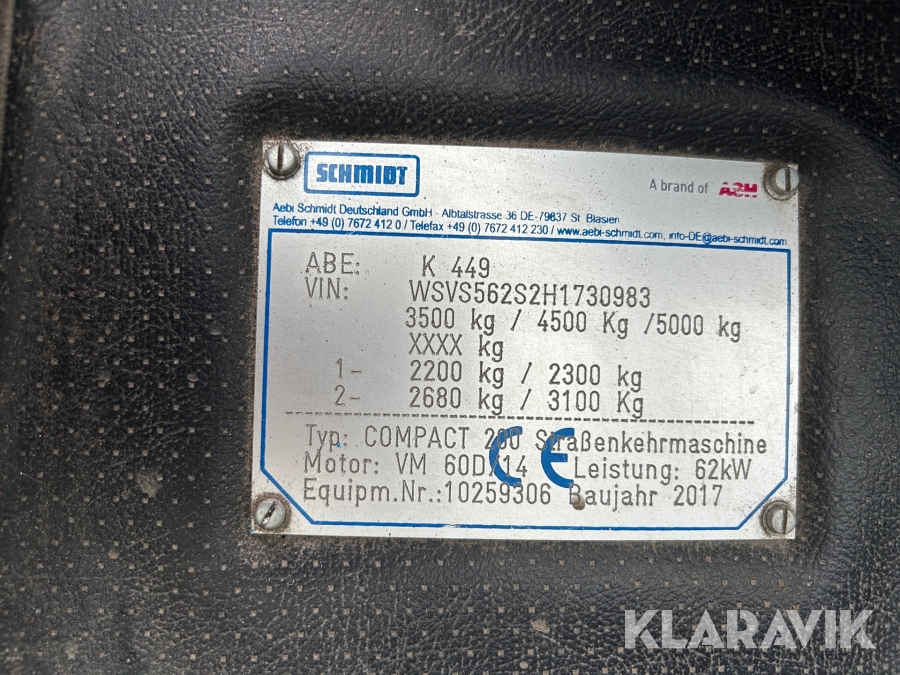 SCHMIDT
A brand of ASH
Aebi Schmidt Deutschland GmbH - Albtalstrasse 36 DE-79837 St. Blasien
Telefon +49 (0) 7672 412 0 / Telefax +49 (0) 7672 412 230 / www.aebi-schmidt.com, info-DE@aebi-schmidt.com
ABE: K 449
VIN: WSVS562S2H1730983
3500 kg / 4500 Kg /5000 kg
XXXX kg
1- 2200 kg / 2300 kg
2- 2680 kg / 3100 Kg
Typ: COMPACT 200 Straßenkehrmaschine
Motor: VM 60D/14 Leistung: 62kW
Equipm.Nr.:10259306 Baujahr 2017
CE
KLARAVIK